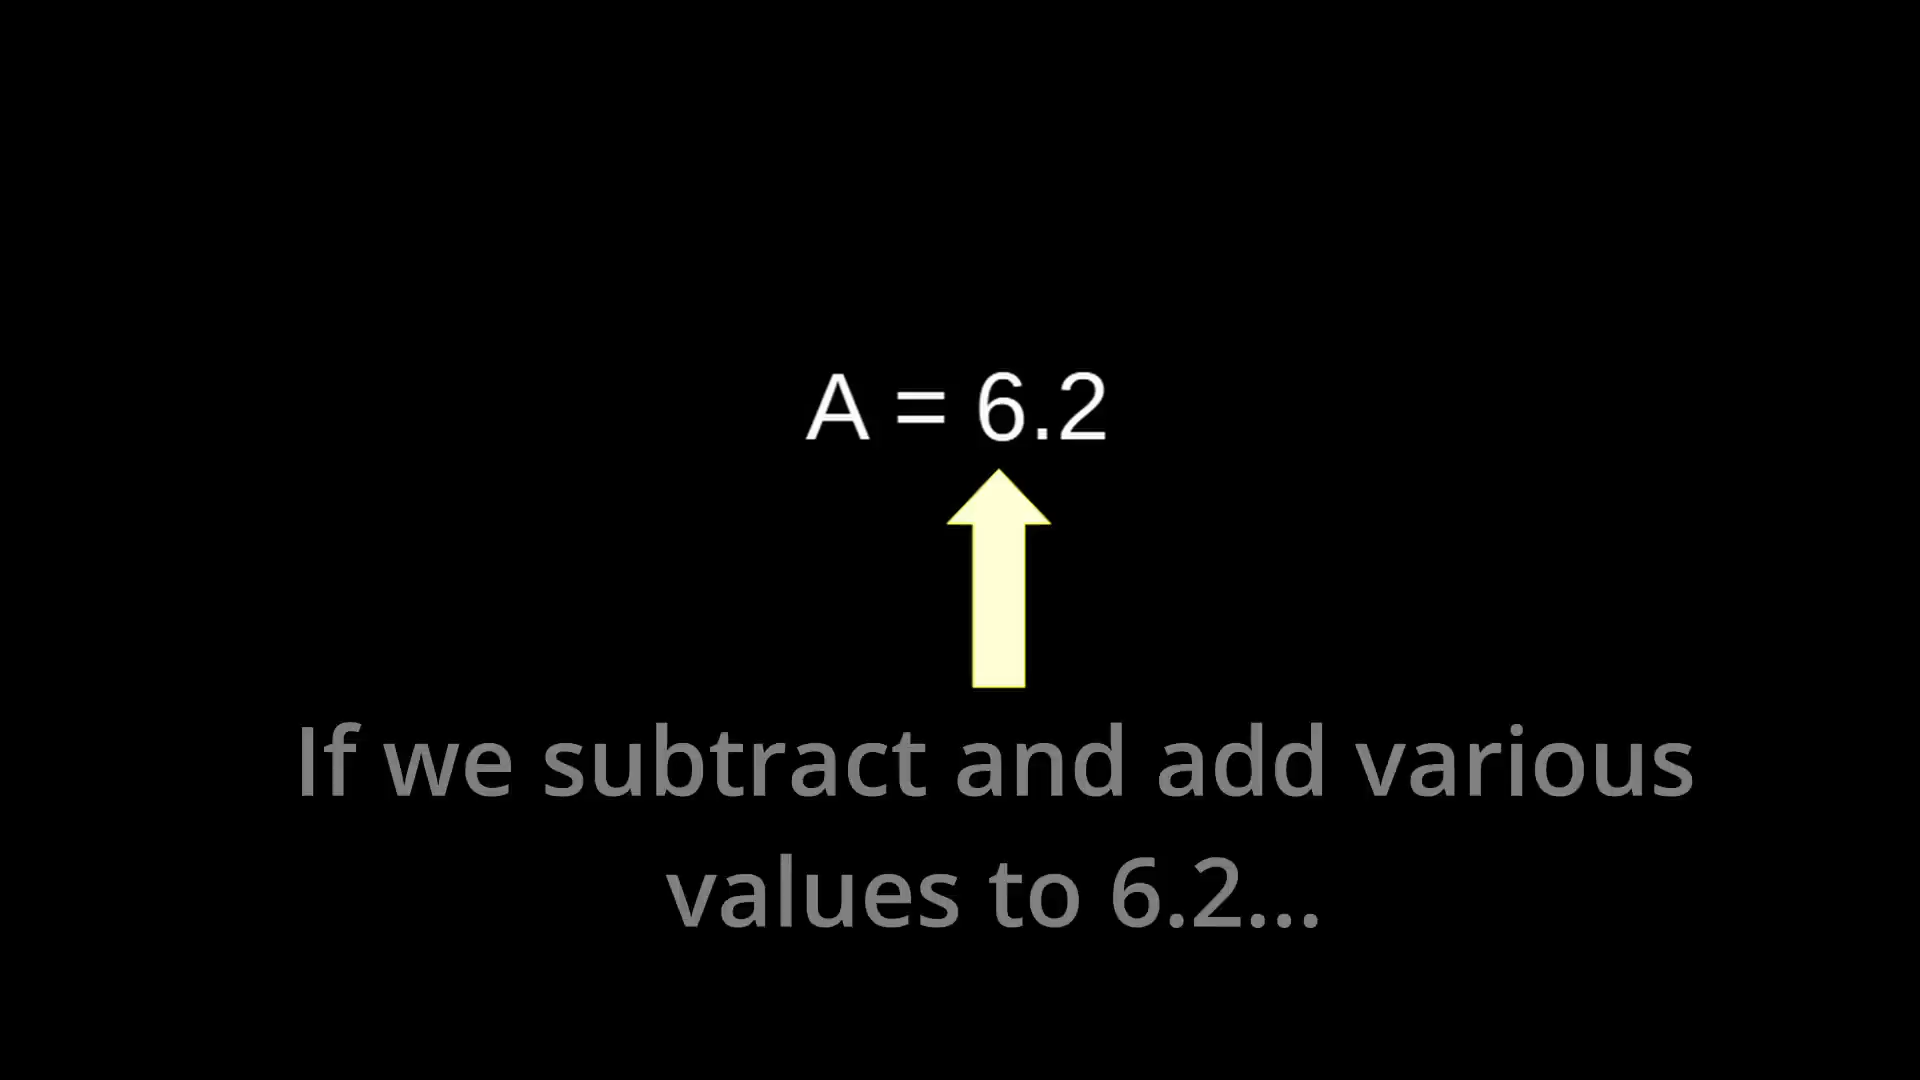 A = 6.2
If we subtract and add various
values to 6.2...